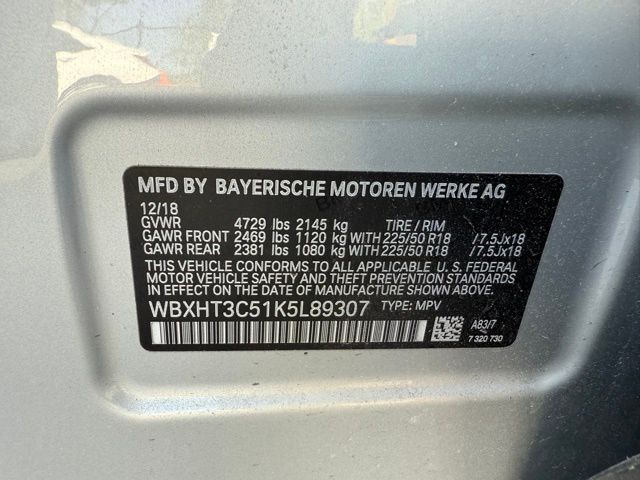 MFD BY BAYERISCHE MOTOREN WERKE AG
12/18
GVWR 4729 lbs 2145 kg TIRE / RIM
GAWR FRONT 2469 lbs 1120 kg WITH 225/50 R18 /7.5Jx18
GAWR REAR 2381 lbs 1080 kg WITH 225/50 R18 /7.5Jx18
THIS VEHICLE CONFORMS TO ALL APPLICABLE U. S. FEDERAL
MOTOR VEHICLE SAFETY AND THEFT PREVENTION STANDARDS
IN EFFECT ON THE DATE OF MANUFACTURE SHOWN ABOVE.
WBXHT3C51K5L89307 TYPE: MPV
A83/7
7 320 730